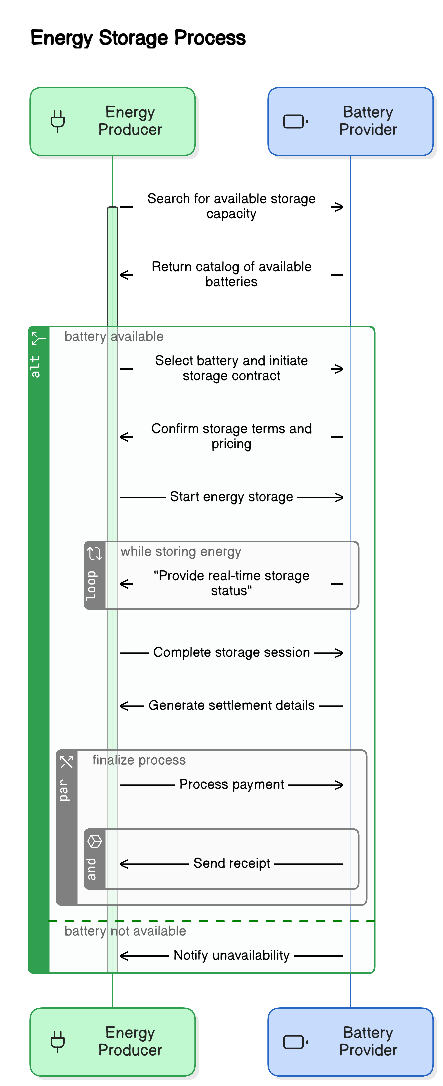 Energy Storage Process
Energy
Producer
Battery
Provider
Search for available storage
capacity
Return catalog of available
batteries
alt
battery available
Select battery and initiate
storage contract
Confirm storage terms and
pricing
Start energy storage
loop
while storing energy
"Provide real-time storage
status"
Complete storage session
Generate settlement details
par
finalize process
Process payment
and
Send receipt
battery not available
Notify unavailability
Energy
Producer
Battery
Provider